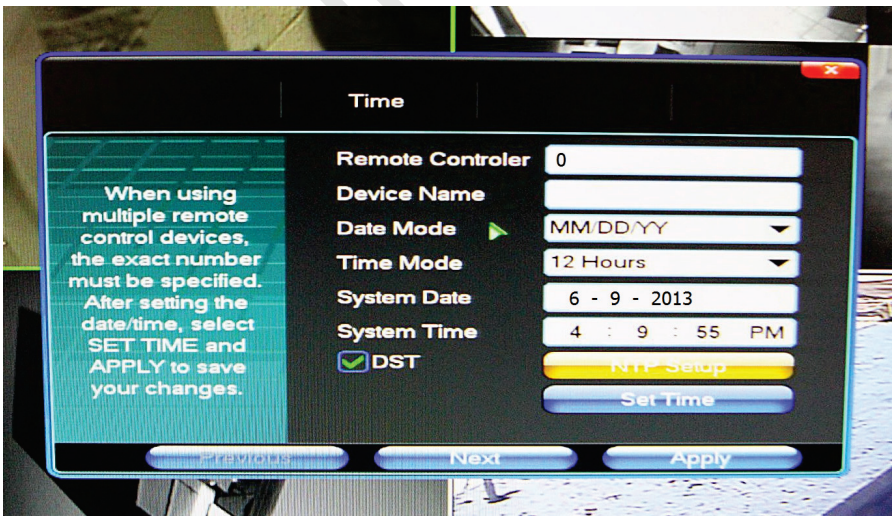 Time
When using
multiple remote
control devices,
the exact number
must be specified.
After setting the
date/time, select
SET TIME and
APPLY to save
your changes.
Remote Controler 0
Device Name
Date Mode MM/DD/YY
Time Mode 12 Hours
System Date 6 - 9 - 2013
System Time 4 : 9 : 55 PM
DST
NTP Setup
Set Time
Previous Next Apply